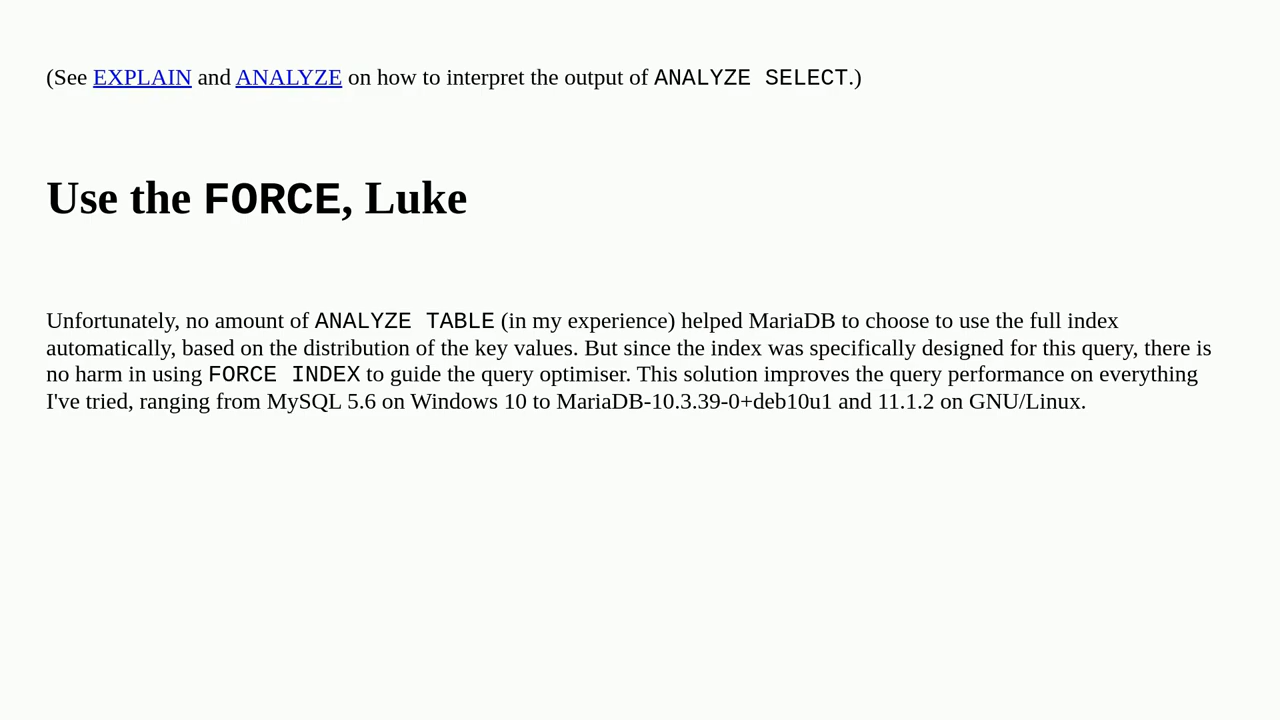 (See EXPLAIN and ANALYZE on how to interpret the output of ANALYZE SELECT.)
Use the FORCE, Luke
Unfortunately, no amount of ANALYZE TABLE (in my experience) helped MariaDB to choose to use the full index
automatically, based on the distribution of the key values. But since the index was specifically designed for this query, there is
no harm in using FORCE INDEX to guide the query optimiser. This solution improves the query performance on everything
I've tried, ranging from MySQL 5.6 on Windows 10 to MariaDB-10.3.39-0+deb10u1 and 11.1.2 on GNU/Linux.